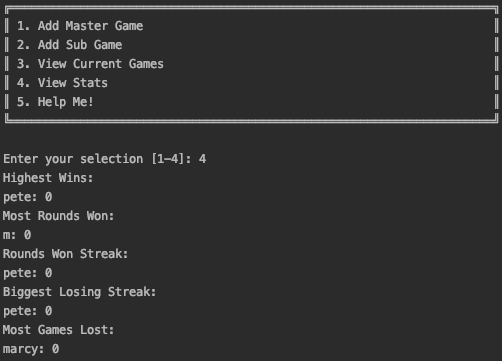 1. Add Master Game
2. Add Sub Game
3. View Current Games
4. View Stats
5. Help Me!
Enter your selection [1-4]: 4
Highest Wins:
pete: 0
Most Rounds Won:
m: 0
Rounds Won Streak:
pete: 0
Biggest Losing Streak:
pete: 0
Most Games Lost:
marcy: 0